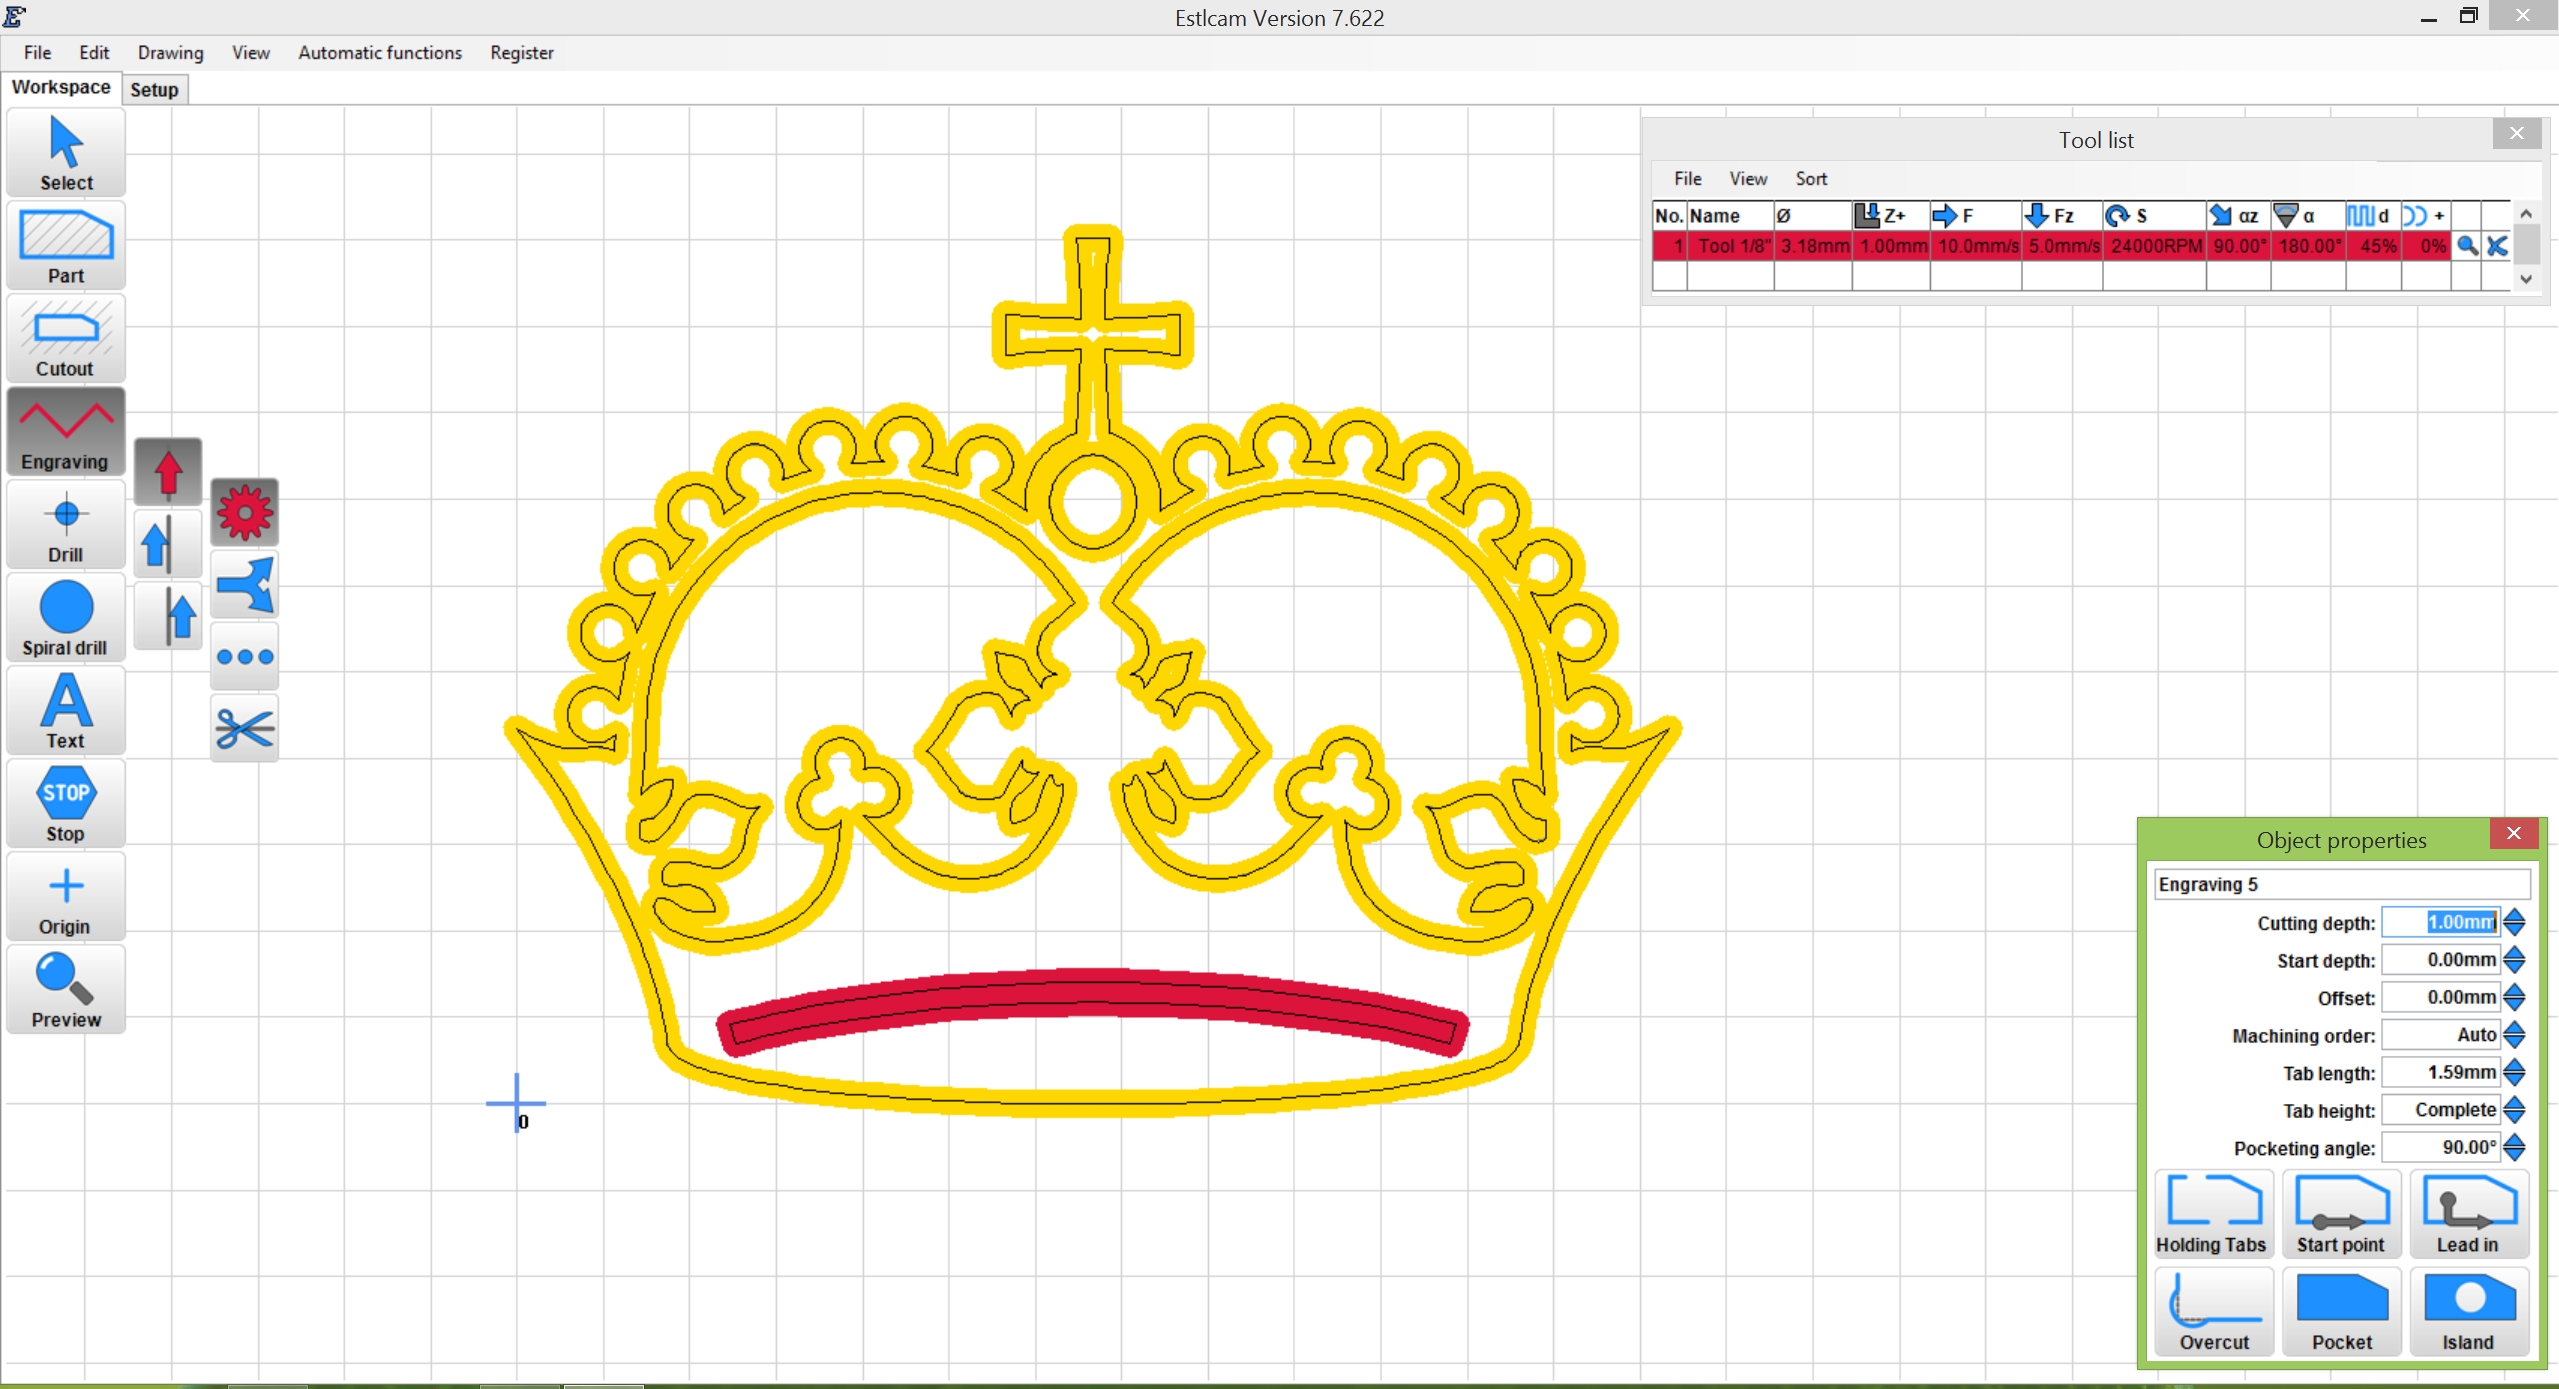 Estlcam Version 7.622
File Edit Drawing View Automatic functions Register
Workspace Setup
Select
Part
Cutout
Engraving
Drill
Spiral drill
A
Text
STOP
Stop
Origin
Preview
0
Tool list
File View Sort
No. Name Ø Z+ F Fz S αz α d +
1 Tool 1/8" 3.18mm 1.00mm 10.0mm/s 5.0mm/s 24000RPM 90.00° 180.00° 45% 0%
Object properties
Engraving 5
Cutting depth: 1.00mm
Start depth: 0.00mm
Offset: 0.00mm
Machining order: Auto
Tab length: 1.59mm
Tab height: Complete
Pocketing angle: 90.00°
Holding Tabs Start point Lead in
Overcut Pocket Island